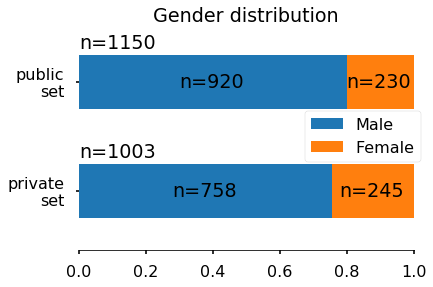 Gender distribution
n=1150
public
set
n=920
n=230
Male
Female
n=1003
private
set
n=758
n=245
0.0 0.2 0.4 0.6 0.8 1.0